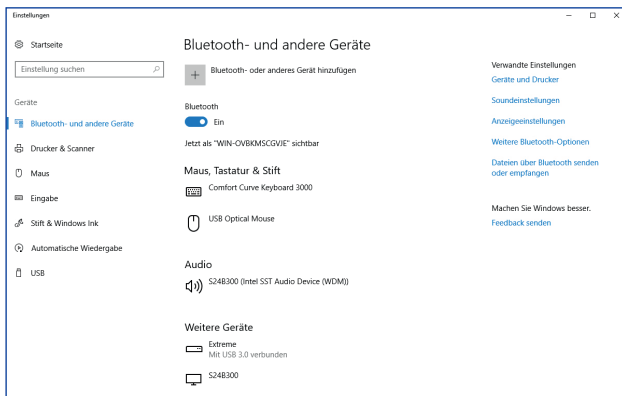 Einstellungen
Startseite
Einstellung suchen
Geräte
Bluetooth- und andere Geräte
Drucker & Scanner
Maus
Eingabe
Stift & Windows Ink
Automatische Wiedergabe
USB
Bluetooth- und andere Geräte
Bluetooth- oder anderes Gerät hinzufügen
Bluetooth
Ein
Jetzt als "WIN-OVBKMSCGVJE" sichtbar
Maus, Tastatur & Stift
Comfort Curve Keyboard 3000
USB Optical Mouse
Audio
S24B300 (Intel SST Audio Device (WDM))
Weitere Geräte
Extreme
Mit USB 3.0 verbunden
S24B300
Verwandte Einstellungen
Geräte und Drucker
Soundeinstellungen
Anzeigeeinstellungen
Weitere Bluetooth-Optionen
Dateien über Bluetooth senden
oder empfangen
Machen Sie Windows besser.
Feedback senden